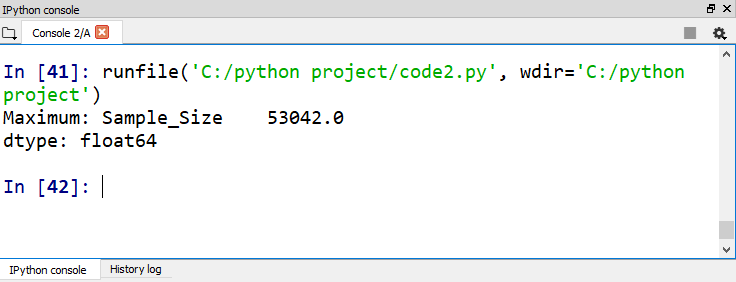 IPython console
Console 2/A
In [41]: runfile('C:/python project/code2.py', wdir='C:/python
project')
Maximum: Sample_Size    53042.0
dtype: float64
In [42]:
IPython console
History log